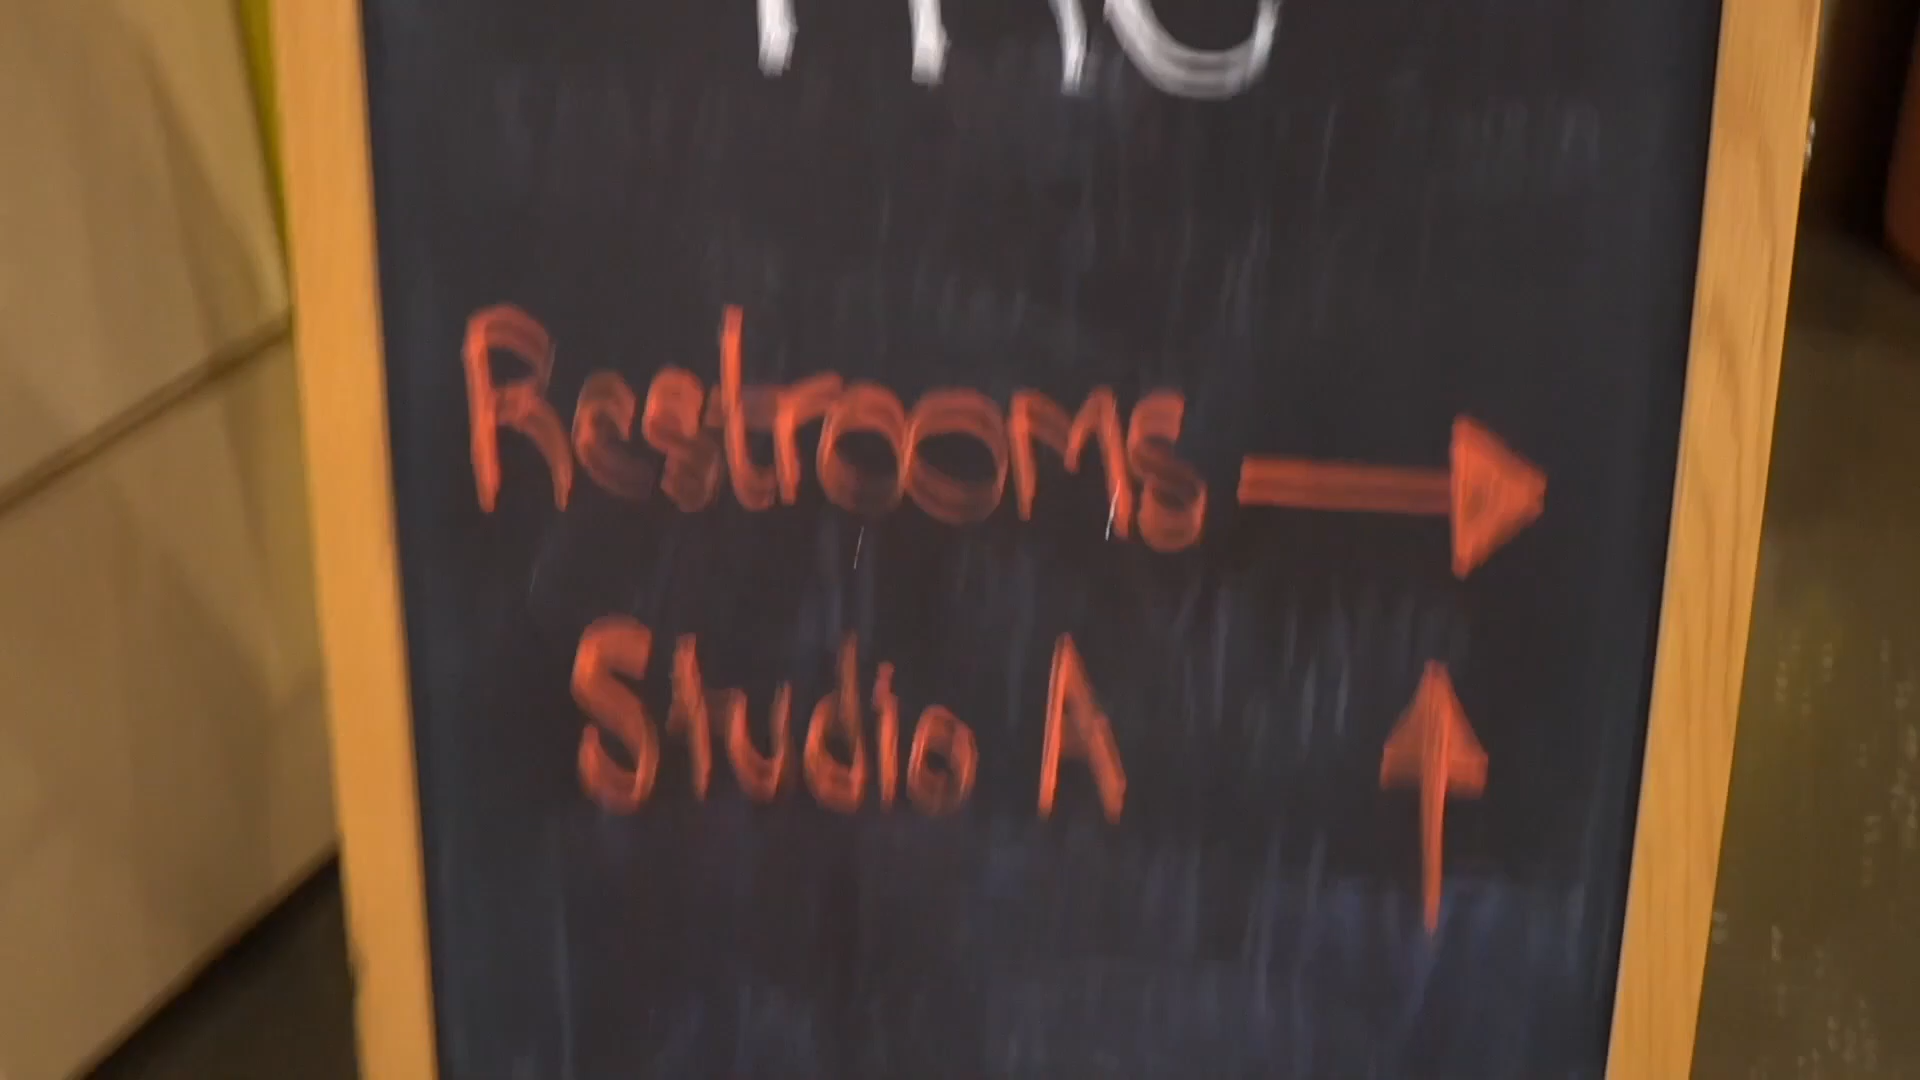 Restrooms →
Studio A ↑